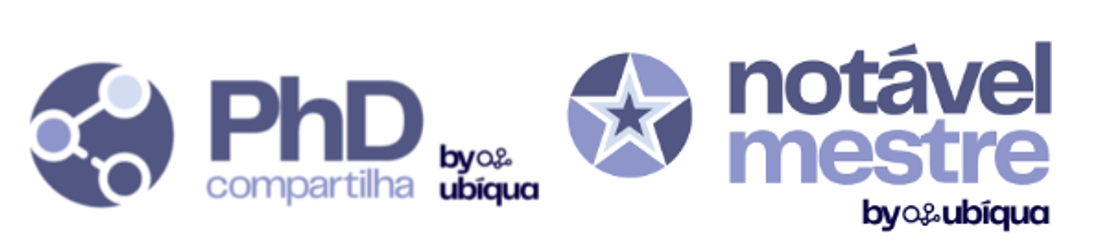 PhD
compartilha
by
ubíqua
notável
mestre
by ubíqua